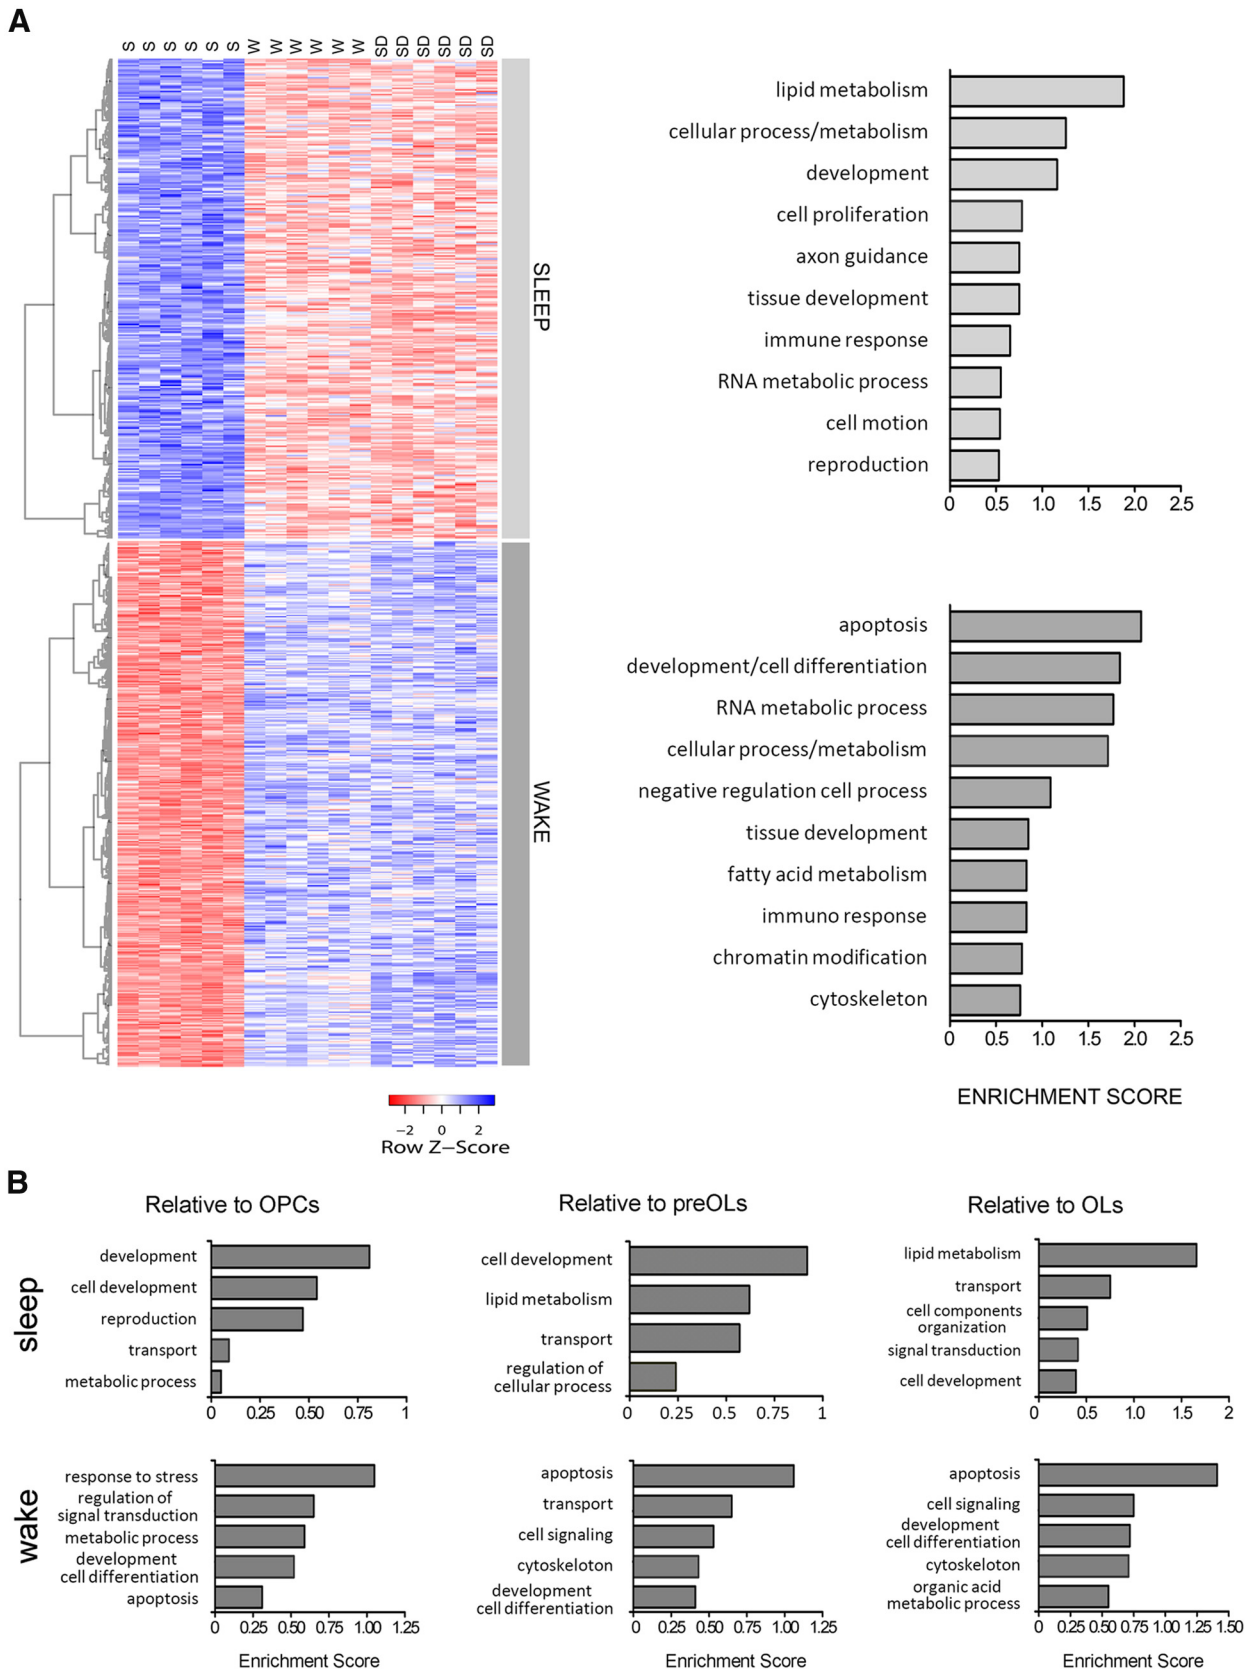 A
S S S S S S W W W W W W SD SD SD SD SD SD
SLEEP
WAKE
−2 0 2
Row Z−Score
lipid metabolism
cellular process/metabolism
development
cell proliferation
axon guidance
tissue development
immune response
RNA metabolic process
cell motion
reproduction
0 0.5 1.0 1.5 2.0 2.5
apoptosis
development/cell differentiation
RNA metabolic process
cellular process/metabolism
negative regulation cell process
tissue development
fatty acid metabolism
immuno response
chromatin modification
cytoskeleton
0 0.5 1.0 1.5 2.0 2.5
ENRICHMENT SCORE
B
Relative to OPCs
Relative to preOLs
Relative to OLs
sleep
development
cell development
reproduction
transport
metabolic process
0 0.25 0.50 0.75 1
cell development
lipid metabolism
transport
regulation of
cellular process
0 0.25 0.50 0.75 1
lipid metabolism
transport
cell components
organization
signal transduction
cell development
0 0.5 1.0 1.5 2
wake
response to stress
regulation of
signal transduction
metabolic process
development
cell differentiation
apoptosis
0 0.25 0.50 0.75 1.00 1.25
Enrichment Score
apoptosis
transport
cell signaling
cytoskeloton
development
cell differentiation
0 0.25 0.50 0.75 1.00 1.25
Enrichment Score
apoptosis
cell signaling
development
cell differentiation
cytoskeloton
organic acid
metabolic process
0 0.25 0.50 0.75 1.00 1.25 1.50
Enrichment Score